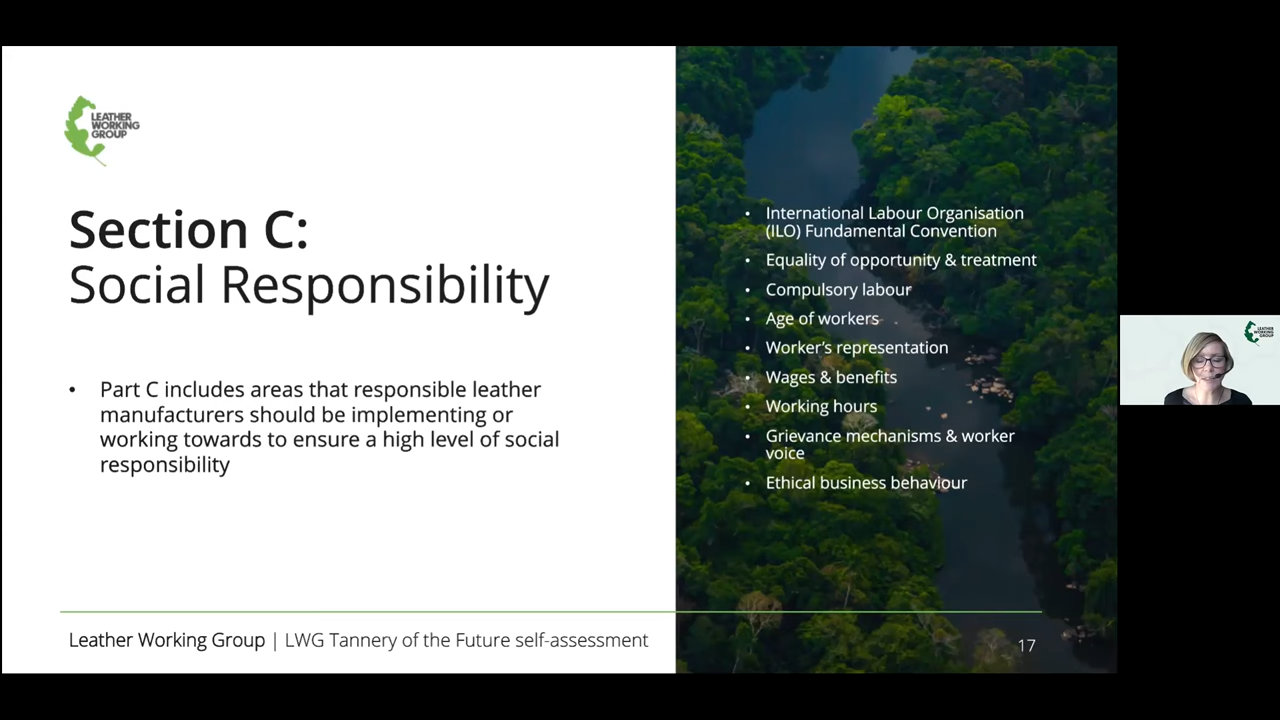 LEATHER
WORKING
GROUP
Section C:
Social Responsibility
• Part C includes areas that responsible leather
manufacturers should be implementing or
working towards to ensure a high level of social
responsibility
• International Labour Organisation
(ILO) Fundamental Convention
• Equality of opportunity & treatment
• Compulsory labour
• Age of workers
• Worker's representation
• Wages & benefits
• Working hours
• Grievance mechanisms & worker
voice
• Ethical business behaviour
Leather Working Group | LWG Tannery of the Future self-assessment
17
LEATHER
WORKING
GROUP